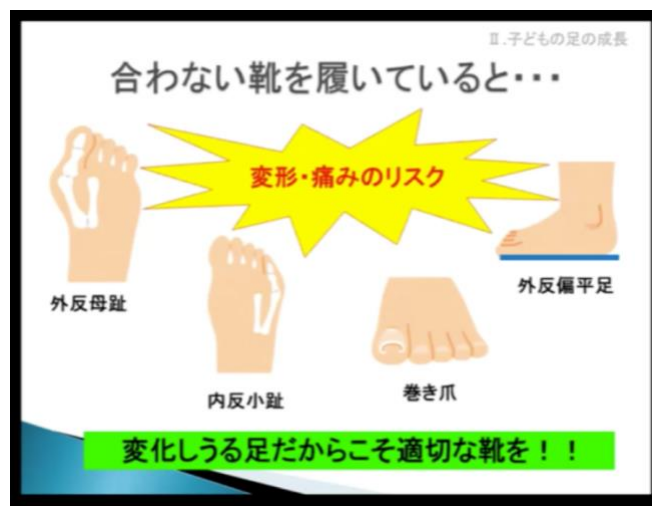 Ⅱ.子どもの足の成長
合わない靴を履いていると・・・
変形・痛みのリスク
外反母趾
内反小趾
巻き爪
外反偏平足
変化しうる足だからこそ適切な靴を！！